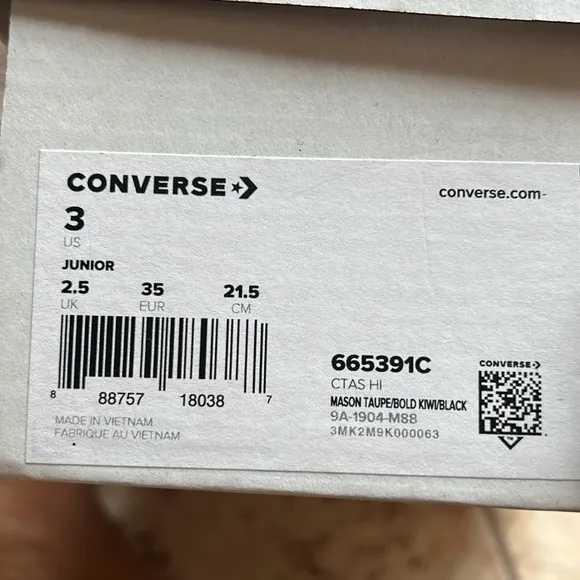 CONVERSE
converse.com
3
US
JUNIOR
2.5 35 21.5
UK EUR CM
8 88757 18038 7
MADE IN VIETNAM
FABRIQUE AU VIETNAM
665391C
CTAS HI
MASON TAUPE/BOLD KIWI/BLACK
9A-1904-M88
3MK2M9K000063
CONVERSE